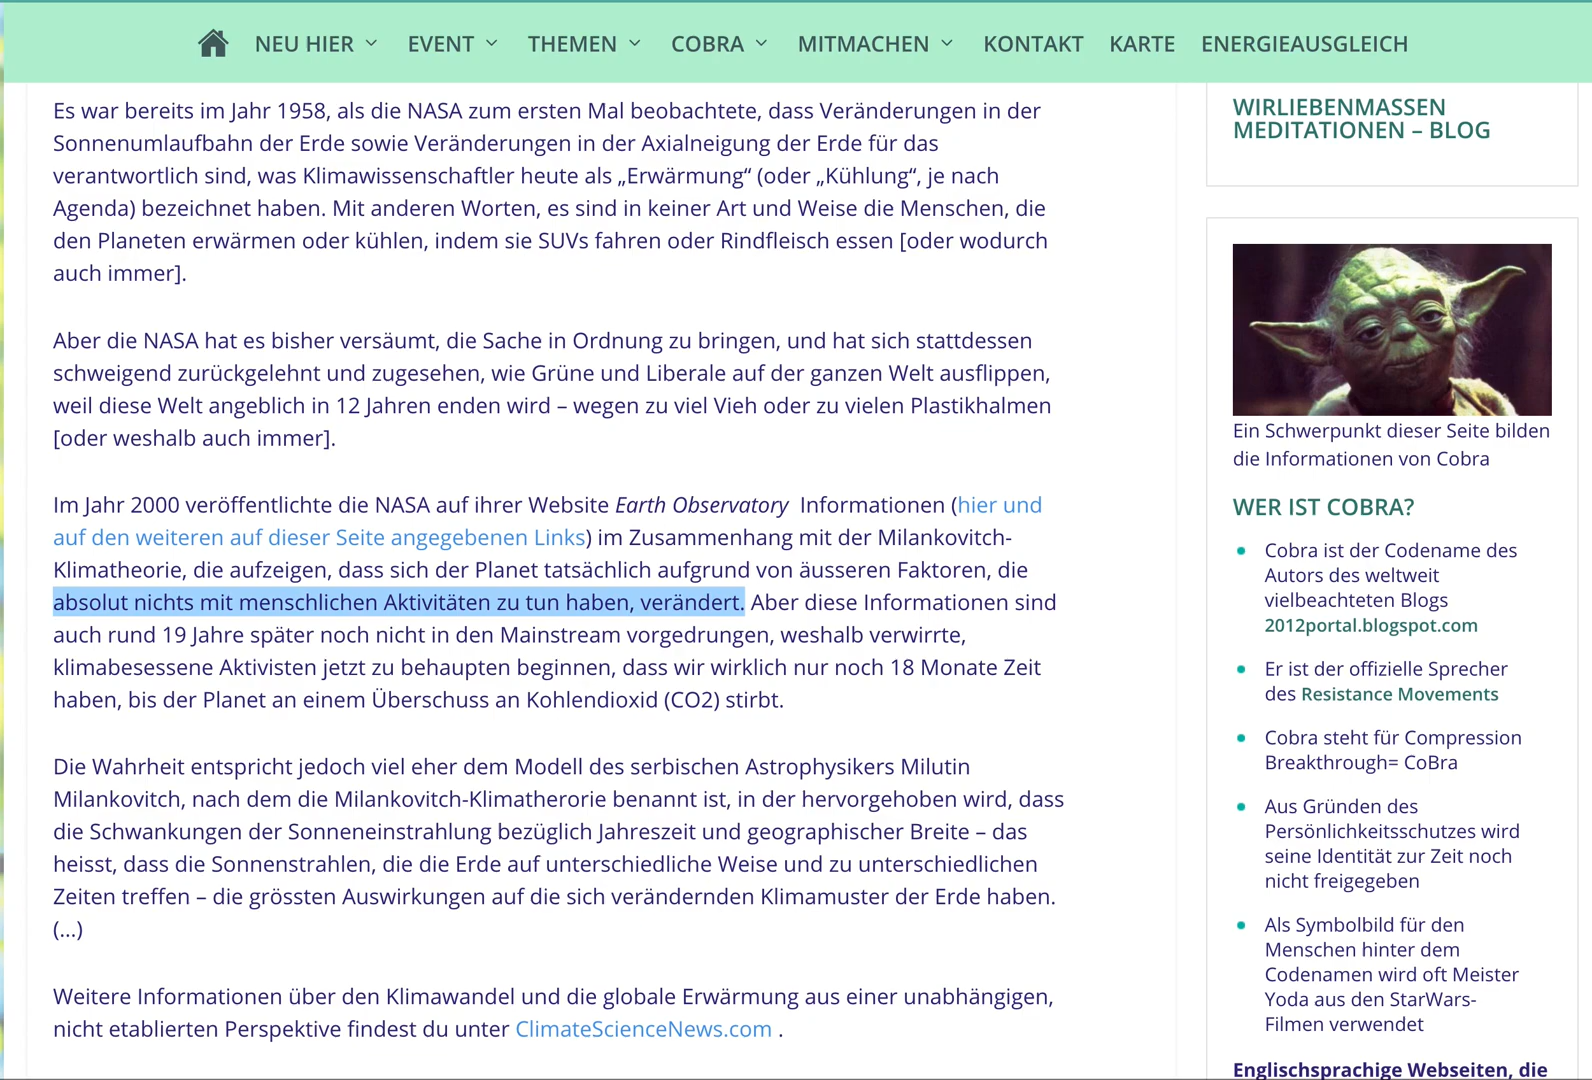 NEU HIER EVENT THEMEN COBRA MITMACHEN KONTAKT KARTE ENERGIEAUSGLEICH
Es war bereits im Jahr 1958, als die NASA zum ersten Mal beobachtete, dass Veränderungen in der
Sonnenumlaufbahn der Erde sowie Veränderungen in der Axialneigung der Erde für das
verantwortlich sind, was Klimawissenschaftler heute als „Erwärmung“ (oder „Kühlung“, je nach
Agenda) bezeichnet haben. Mit anderen Worten, es sind in keiner Art und Weise die Menschen, die
den Planeten erwärmen oder kühlen, indem sie SUVs fahren oder Rindfleisch essen [oder wodurch
auch immer].
Aber die NASA hat es bisher versäumt, die Sache in Ordnung zu bringen, und hat sich stattdessen
schweigend zurückgelehnt und zugesehen, wie Grüne und Liberale auf der ganzen Welt ausflippen,
weil diese Welt angeblich in 12 Jahren enden wird – wegen zu viel Vieh oder zu vielen Plastikhalmen
[oder weshalb auch immer].
Im Jahr 2000 veröffentlichte die NASA auf ihrer Website Earth Observatory Informationen (hier und
auf den weiteren auf dieser Seite angegebenen Links) im Zusammenhang mit der Milankovitch-
Klimatheorie, die aufzeigen, dass sich der Planet tatsächlich aufgrund von äusseren Faktoren, die
absolut nichts mit menschlichen Aktivitäten zu tun haben, verändert. Aber diese Informationen sind
auch rund 19 Jahre später noch nicht in den Mainstream vorgedrungen, weshalb verwirrte,
klimabesessene Aktivisten jetzt zu behaupten beginnen, dass wir wirklich nur noch 18 Monate Zeit
haben, bis der Planet an einem Überschuss an Kohlendioxid (CO2) stirbt.
Die Wahrheit entspricht jedoch viel eher dem Modell des serbischen Astrophysikers Milutin
Milankovitch, nach dem die Milankovitch-Klimatherorie benannt ist, in der hervorgehoben wird, dass
die Schwankungen der Sonneneinstrahlung bezüglich Jahreszeit und geographischer Breite – das
heisst, dass die Sonnenstrahlen, die die Erde auf unterschiedliche Weise und zu unterschiedlichen
Zeiten treffen – die grössten Auswirkungen auf die sich verändernden Klimamuster der Erde haben.
(...)
Weitere Informationen über den Klimawandel und die globale Erwärmung aus einer unabhängigen,
nicht etablierten Perspektive findest du unter ClimateScienceNews.com .
WIRLIEBENMASSEN
MEDITATIONEN – BLOG
Ein Schwerpunkt dieser Seite bilden
die Informationen von Cobra
WER IST COBRA?
Cobra ist der Codename des
Autors des weltweit
vielbeachteten Blogs
2012portal.blogspot.com
Er ist der offizielle Sprecher
des Resistance Movements
Cobra steht für Compression
Breakthrough= CoBra
Aus Gründen des
Persönlichkeitsschutzes wird
seine Identität zur Zeit noch
nicht freigegeben
Als Symbolbild für den
Menschen hinter dem
Codenamen wird oft Meister
Yoda aus den StarWars-
Filmen verwendet
Englischsprachige Webseiten, die